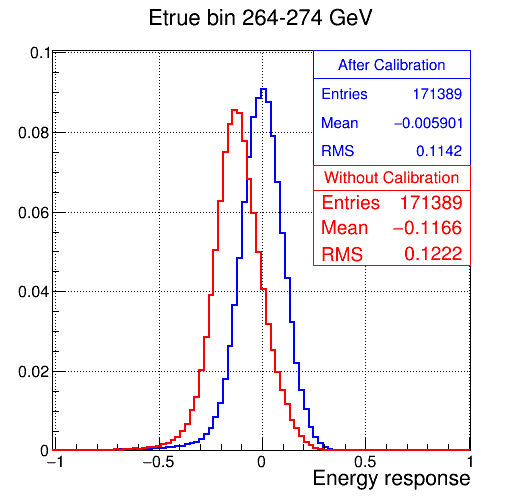 Etrue bin 264-274 GeV
0.1
0.08
0.06
0.04
0.02
0
After Calibration
Entries 171389
Mean −0.005901
RMS 0.1142
Without Calibration
Entries 171389
Mean −0.1166
RMS 0.1222
−1 −0.5 0 0.5 1
Energy response